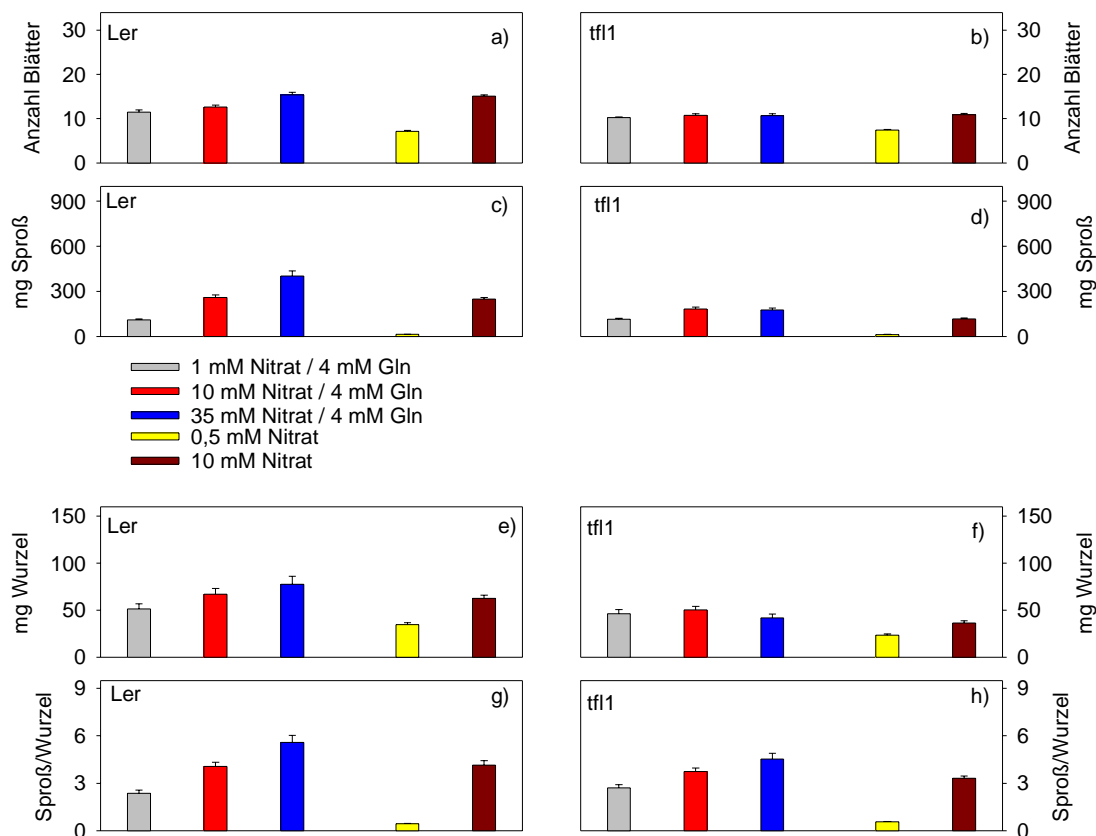 Ler
a)
30
20
10
0
Anzahl Blätter
tfl1
b)
30
20
10
0
Anzahl Blätter
Ler
c)
900
600
300
0
mg Sproß
tfl1
d)
900
600
300
0
mg Sproß
1 mM Nitrat / 4 mM Gln
10 mM Nitrat / 4 mM Gln
35 mM Nitrat / 4 mM Gln
0,5 mM Nitrat
10 mM Nitrat
Ler
e)
150
100
50
0
mg Wurzel
tfl1
f)
150
100
50
0
mg Wurzel
Ler
g)
9
6
3
0
Sproß/Wurzel
tfl1
h)
9
6
3
0
Sproß/Wurzel